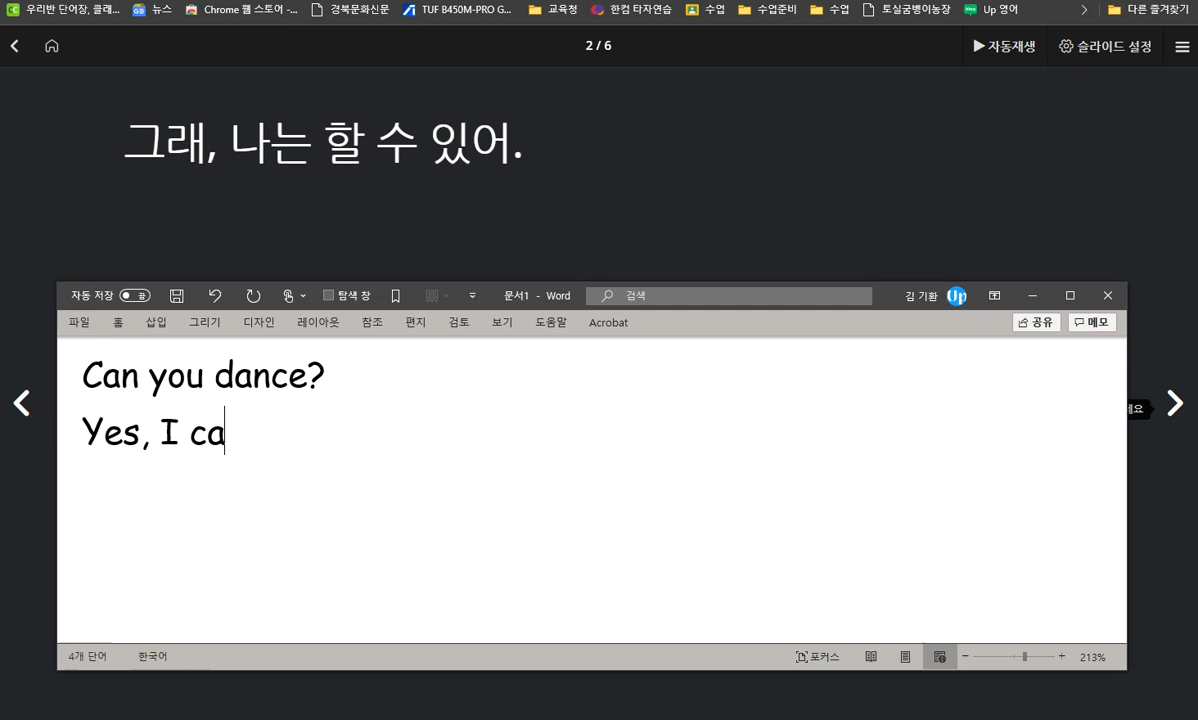 우리반 단어장, 클래... 뉴스 Chrome 웹 스토어 -... 경북문화신문 TUF B450M-PRO G... 교육청 한컴 타자연습 수업 수업준비 수업 토실굼벵이농장 Up 영어 다른 즐겨찾기
2 / 6 자동재생 슬라이드 설정
그래, 나는 할 수 있어.
자동 저장 끔 탐색 창 문서1 - Word 검색 김 기환 Up
파일 홈 삽입 그리기 디자인 레이아웃 참조 편지 검토 보기 도움말 Acrobat 공유 메모
Can you dance?
Yes, I ca
4개 단어 한국어 포커스 213%